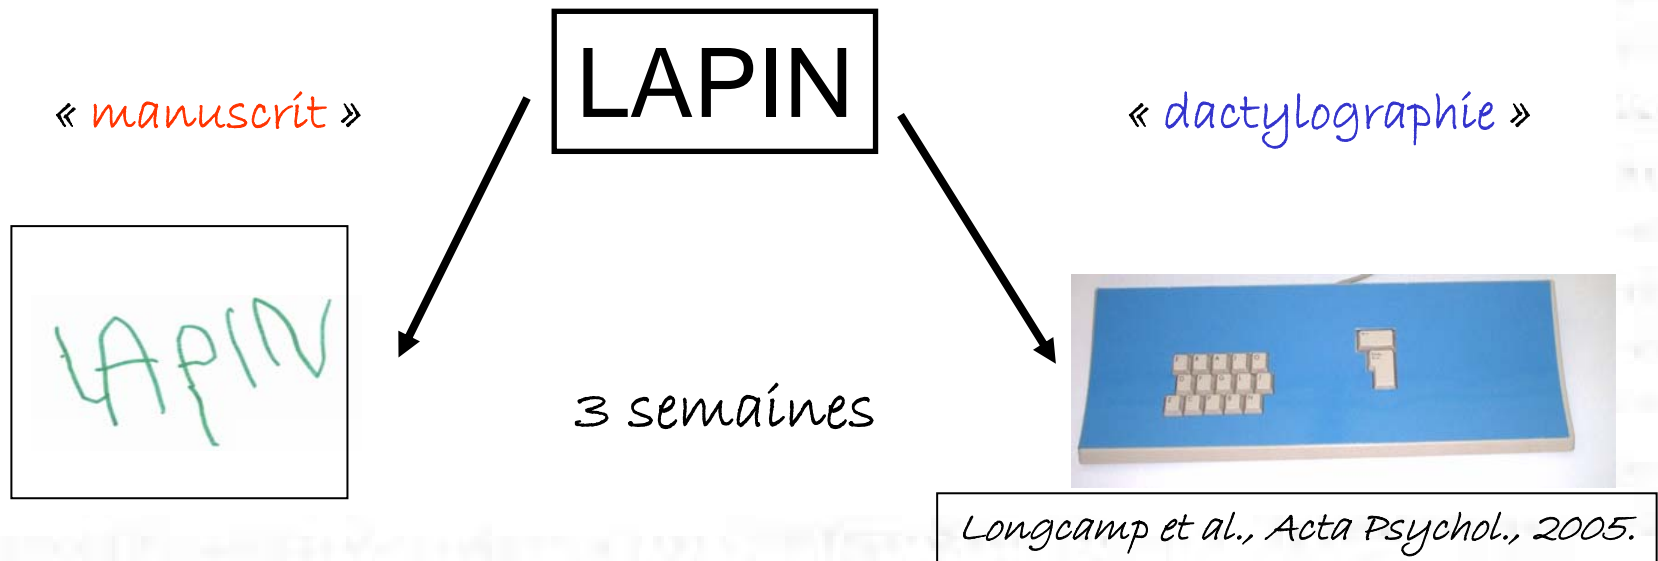 LAPIN
« manuscrit »
« dactylographie »
LAPIN
3 semaines
Longcamp et al., Acta Psychol., 2005.